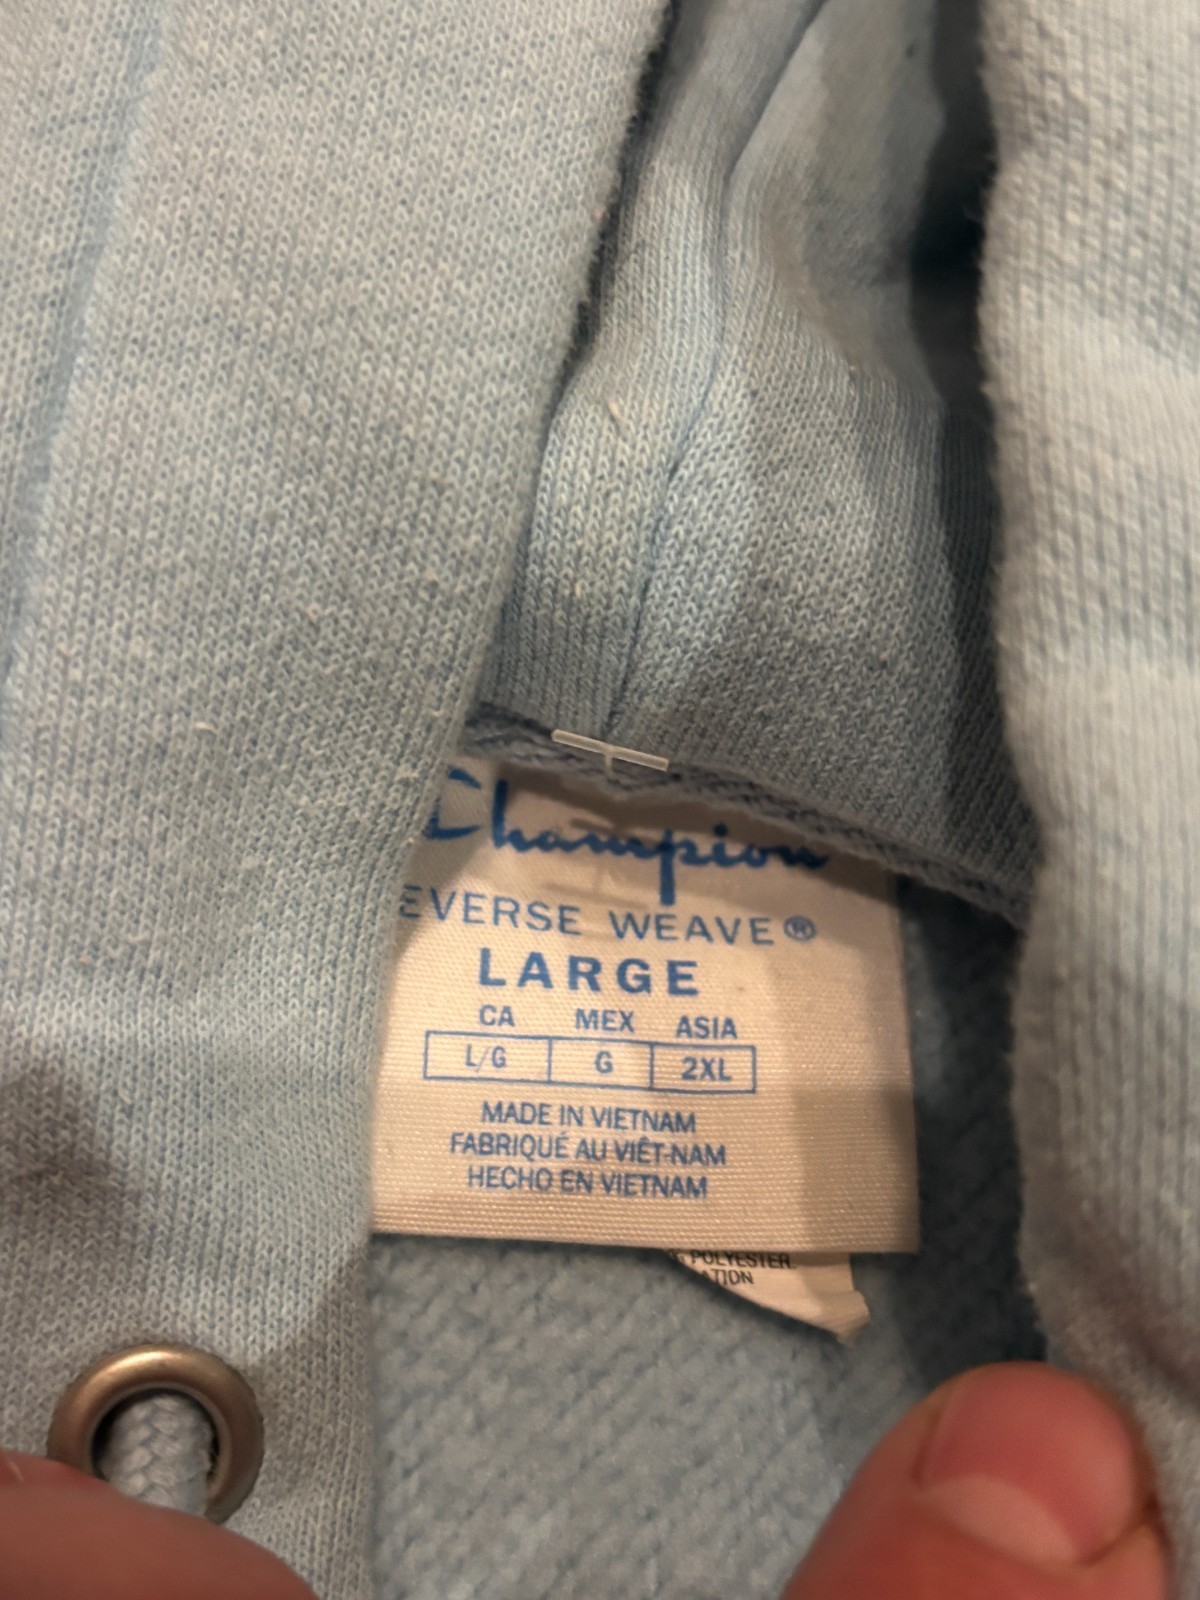 Champion
EVERSE WEAVE®
LARGE
CA MEX ASIA
L/G G 2XL
MADE IN VIETNAM
FABRIQUÉ AU VIÊT-NAM
HECHO EN VIETNAM
POLYESTER.
ATION